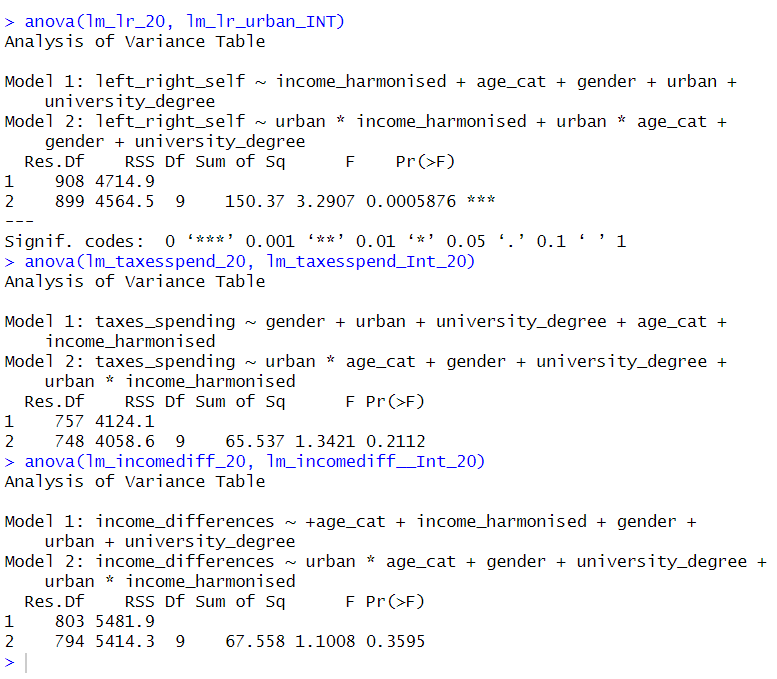 > anova(lm_lr_20, lm_lr_urban_INT)
Analysis of Variance Table

Model 1: left_right_self ~ income_harmonised + age_cat + gender + urban +
    university_degree
Model 2: left_right_self ~ urban * income_harmonised + urban * age_cat +
    gender + university_degree
  Res.Df    RSS Df Sum of Sq      F    Pr(>F)
1    908 4714.9
2    899 4564.5  9    150.37 3.2907 0.0005876 ***
---
Signif. codes:  0 ‘***’ 0.001 ‘**’ 0.01 ‘*’ 0.05 ‘.’ 0.1 ‘ ’ 1
> anova(lm_taxesspend_20, lm_taxesspend_Int_20)
Analysis of Variance Table

Model 1: taxes_spending ~ gender + urban + university_degree + age_cat +
    income_harmonised
Model 2: taxes_spending ~ urban * age_cat + gender + university_degree +
    urban * income_harmonised
  Res.Df    RSS Df Sum of Sq      F Pr(>F)
1    757 4124.1
2    748 4058.6  9    65.537 1.3421 0.2112
> anova(lm_incomediff_20, lm_incomediff__Int_20)
Analysis of Variance Table

Model 1: income_differences ~ +age_cat + income_harmonised + gender +
    urban + university_degree
Model 2: income_differences ~ urban * age_cat + gender + university_degree +
    urban * income_harmonised
  Res.Df    RSS Df Sum of Sq      F Pr(>F)
1    803 5481.9
2    794 5414.3  9    67.558 1.1008 0.3595
>